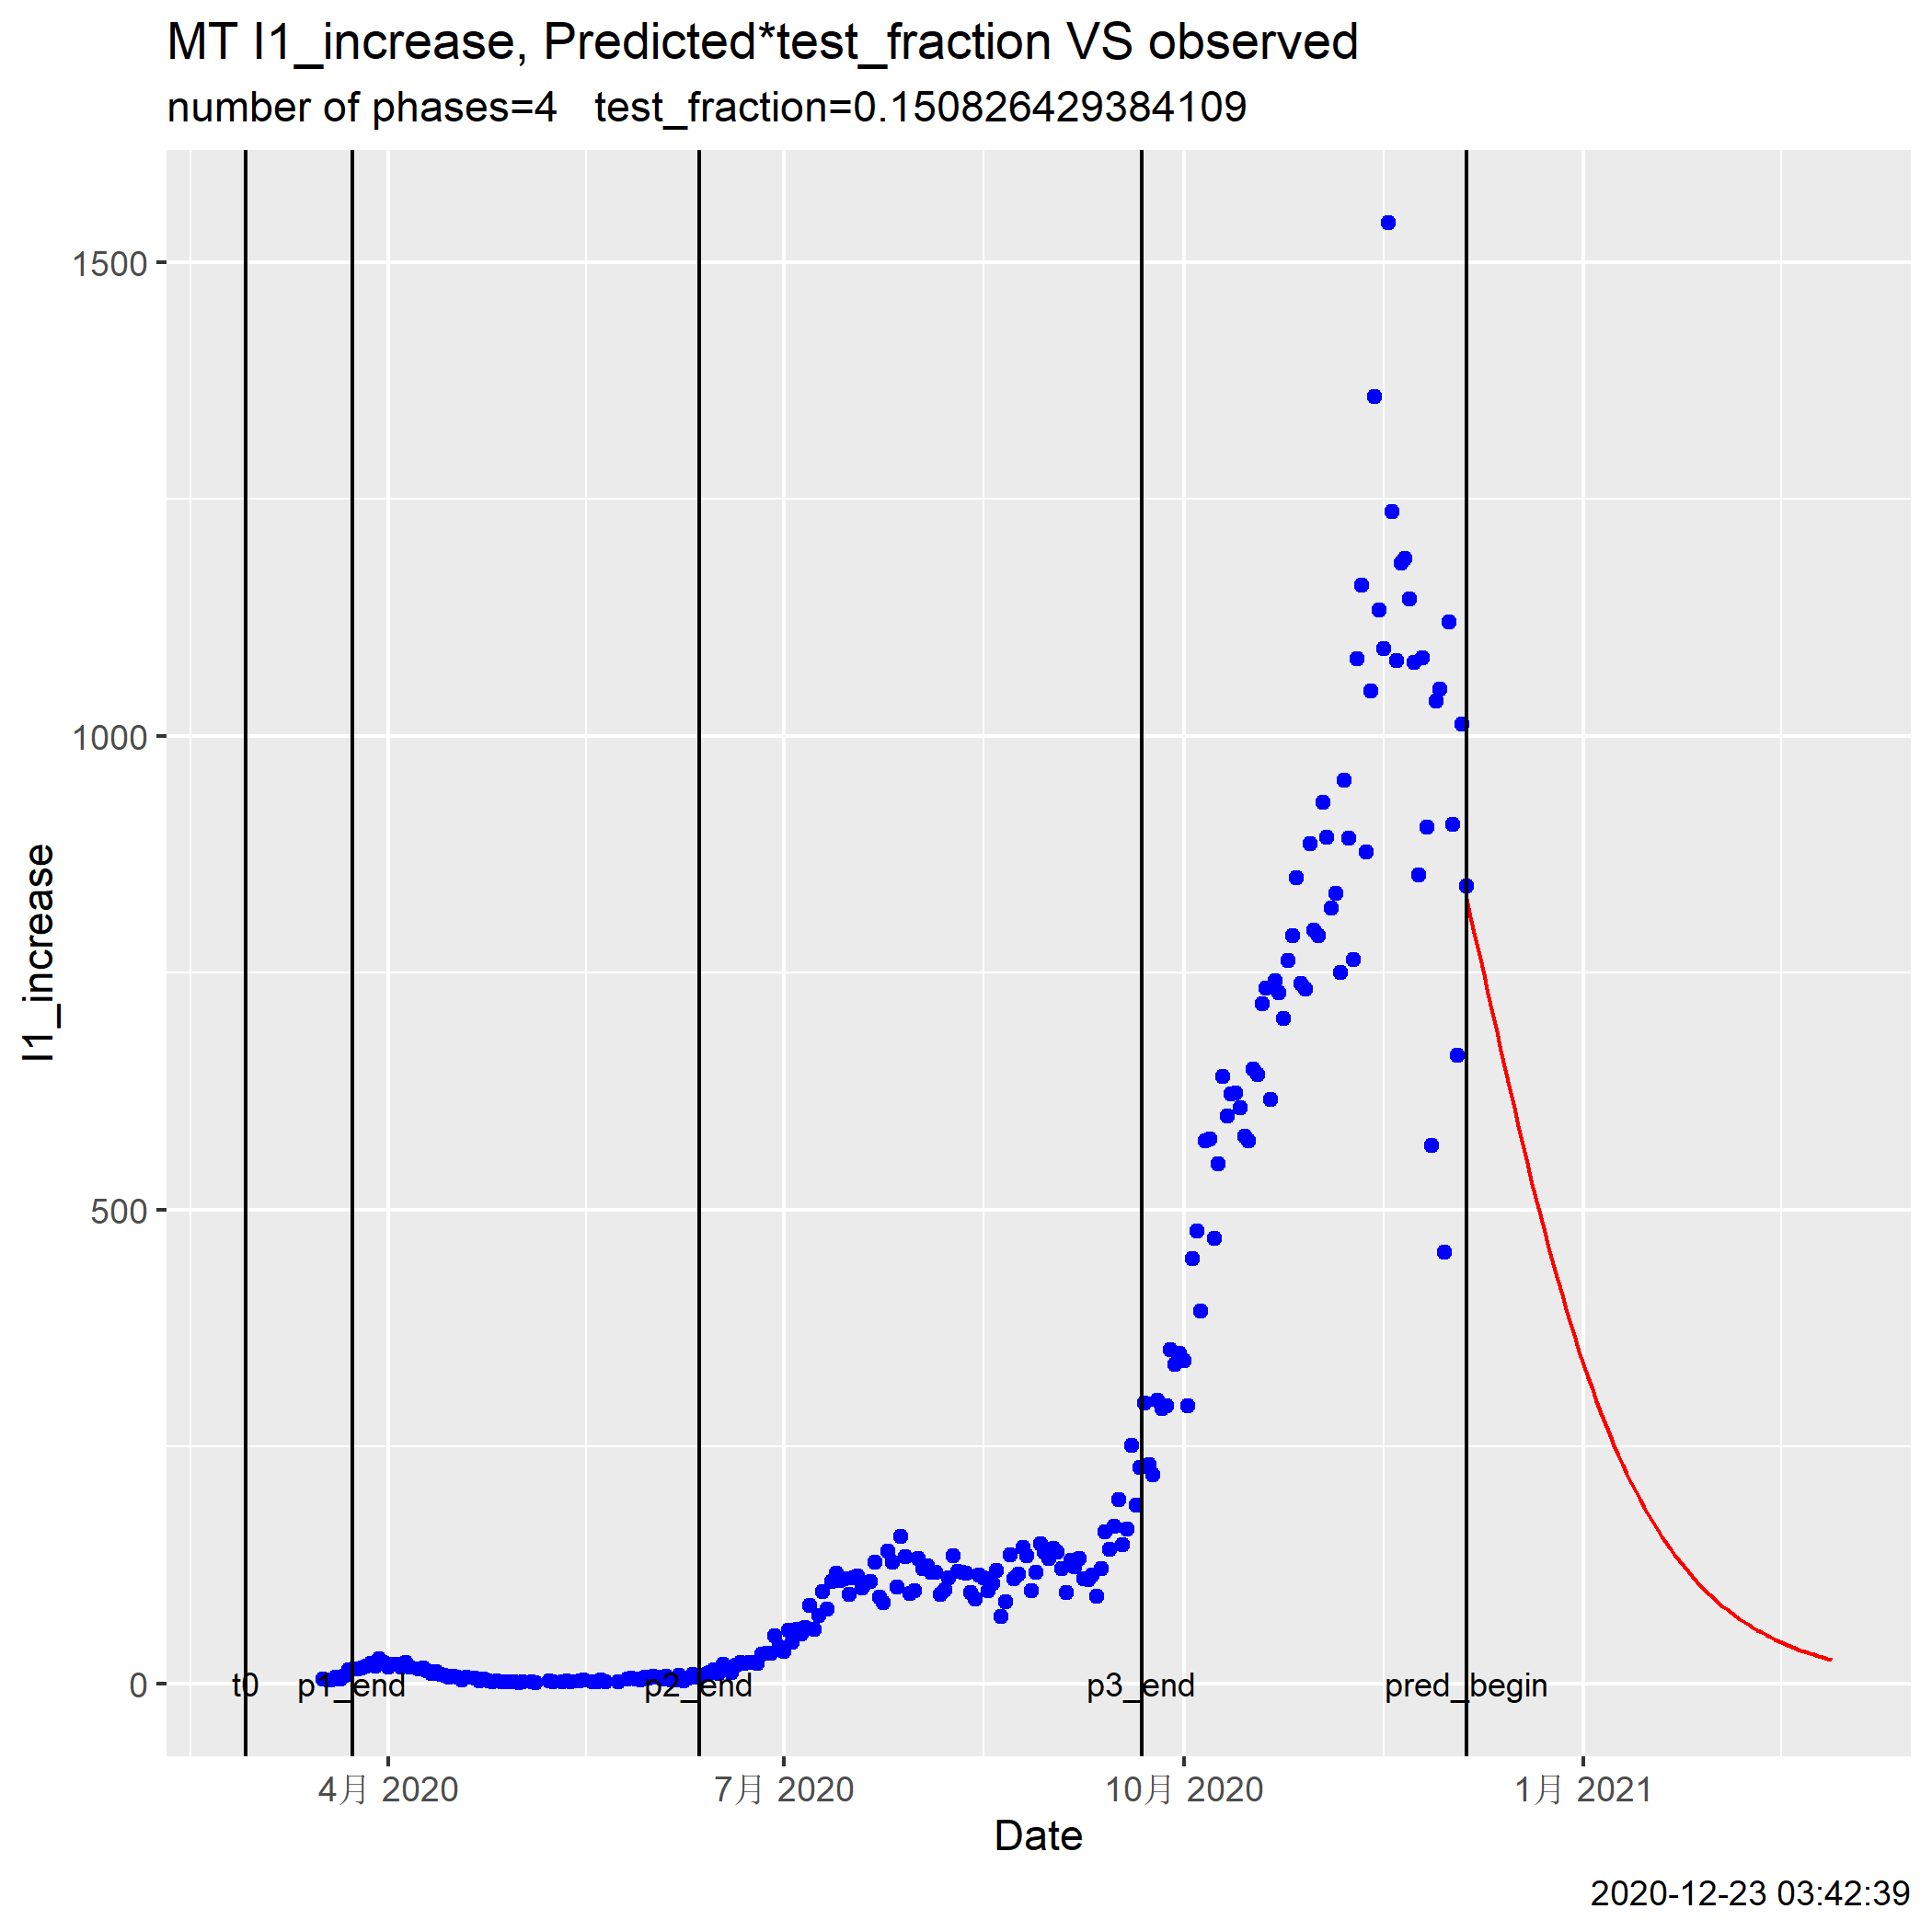 MT I1_increase, Predicted*test_fraction VS observed
number of phases=4   test_fraction=0.150826429384109
1500
1000
500
0
I1_increase
t0
p1_end
p2_end
p3_end
pred_begin
4月 2020
7月 2020
10月 2020
1月 2021
Date
2020-12-23 03:42:39